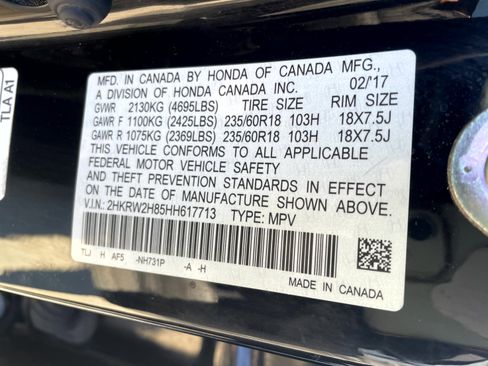 TLA A1
MFD. IN CANADA BY HONDA OF CANADA MFG.,
A DIVISION OF HONDA CANADA INC. 02/'17
GVWR 2130KG (4695LBS) TIRE SIZE RIM SIZE
GAWR F 1100KG (2425LBS) 235/60R18 103H 18X7.5J
GAWR R 1075KG (2369LBS) 235/60R18 103H 18X7.5J
THIS VEHICLE CONFORMS TO ALL APPLICABLE
FEDERAL MOTOR VEHICLE SAFETY
AND THEFT PREVENTION STANDARDS IN EFFECT
ON THE DATE OF MANUFACTURE SHOWN ABOVE.
V.I.N.: 2HKRW2H85HH617713 TYPE: MPV
TLJ H AF5 -NH731P -A -H
MADE IN CANADA